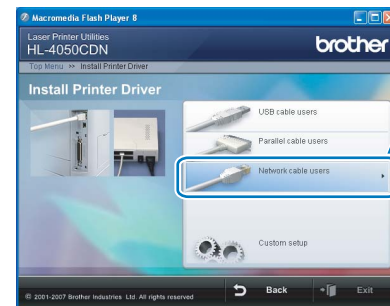 Macromedia Flash Player 8
Laser Printer Utilities
HL-4050CDN
brother
Top Menu ►► Install Printer Driver
Install Printer Driver
USB cable users
Parallel cable users
Network cable users
Custom setup
© 2001-2007 Brother Industries Ltd. All rights reserved
Back
Exit